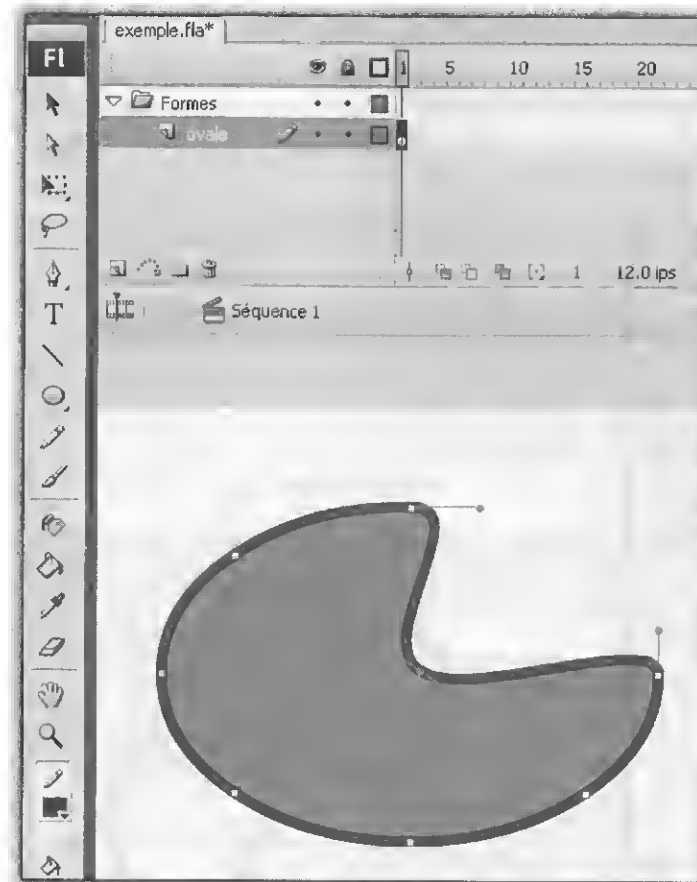 exemple.fla*
Fl
1 5 10 15 20
Formes
ovale
1 12.0 ips
T
Séquence 1